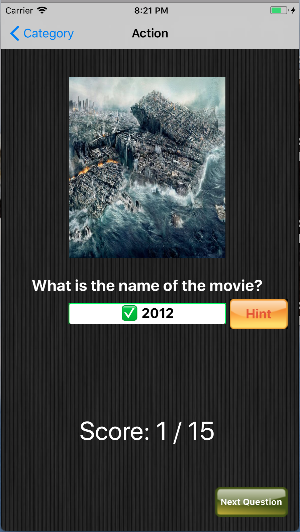 Carrier 8:21 PM
Category Action
What is the name of the movie?
✅ 2012 Hint
Score: 1 / 15
Next Question